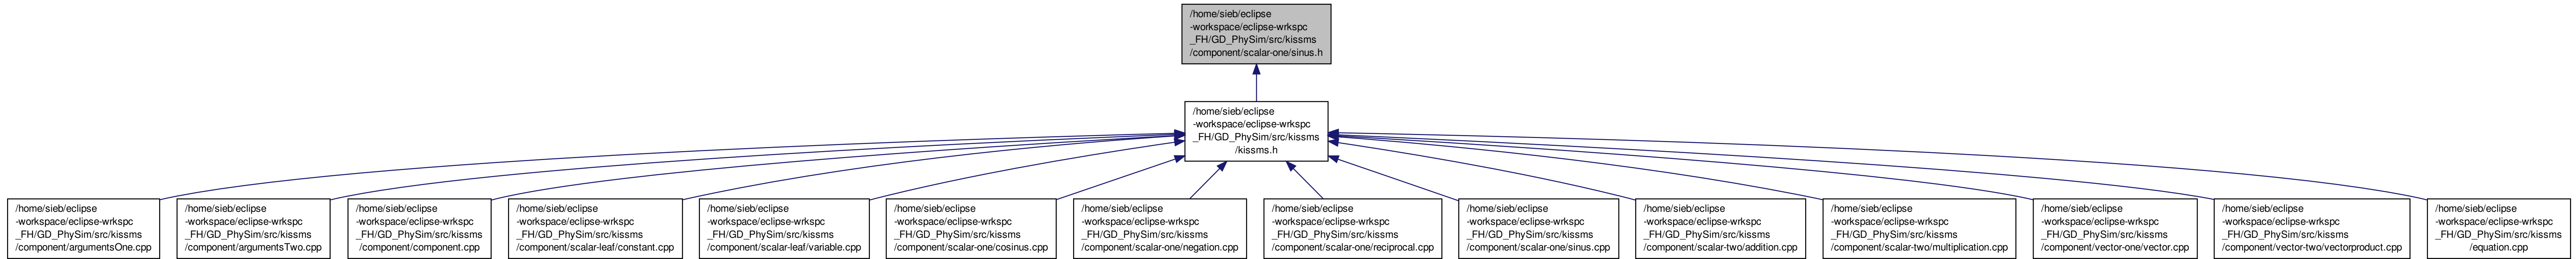 /home/sieb/eclipse
-workspace/eclipse-wrkspc
_FH/GD_PhySim/src/kissms
/component/scalar-one/sinus.h
/home/sieb/eclipse
-workspace/eclipse-wrkspc
_FH/GD_PhySim/src/kissms
/kissms.h
/home/sieb/eclipse
-workspace/eclipse-wrkspc
_FH/GD_PhySim/src/kissms
/component/argumentsOne.cpp
/home/sieb/eclipse
-workspace/eclipse-wrkspc
_FH/GD_PhySim/src/kissms
/component/argumentsTwo.cpp
/home/sieb/eclipse
-workspace/eclipse-wrkspc
_FH/GD_PhySim/src/kissms
/component/component.cpp
/home/sieb/eclipse
-workspace/eclipse-wrkspc
_FH/GD_PhySim/src/kissms
/component/scalar-leaf/constant.cpp
/home/sieb/eclipse
-workspace/eclipse-wrkspc
_FH/GD_PhySim/src/kissms
/component/scalar-leaf/variable.cpp
/home/sieb/eclipse
-workspace/eclipse-wrkspc
_FH/GD_PhySim/src/kissms
/component/scalar-one/cosinus.cpp
/home/sieb/eclipse
-workspace/eclipse-wrkspc
_FH/GD_PhySim/src/kissms
/component/scalar-one/negation.cpp
/home/sieb/eclipse
-workspace/eclipse-wrkspc
_FH/GD_PhySim/src/kissms
/component/scalar-one/reciprocal.cpp
/home/sieb/eclipse
-workspace/eclipse-wrkspc
_FH/GD_PhySim/src/kissms
/component/scalar-one/sinus.cpp
/home/sieb/eclipse
-workspace/eclipse-wrkspc
_FH/GD_PhySim/src/kissms
/component/scalar-two/addition.cpp
/home/sieb/eclipse
-workspace/eclipse-wrkspc
_FH/GD_PhySim/src/kissms
/component/scalar-two/multiplication.cpp
/home/sieb/eclipse
-workspace/eclipse-wrkspc
_FH/GD_PhySim/src/kissms
/component/vector-one/vector.cpp
/home/sieb/eclipse
-workspace/eclipse-wrkspc
_FH/GD_PhySim/src/kissms
/component/vector-two/vectorproduct.cpp
/home/sieb/eclipse
-workspace/eclipse-wrkspc
_FH/GD_PhySim/src/kissms
/equation.cpp